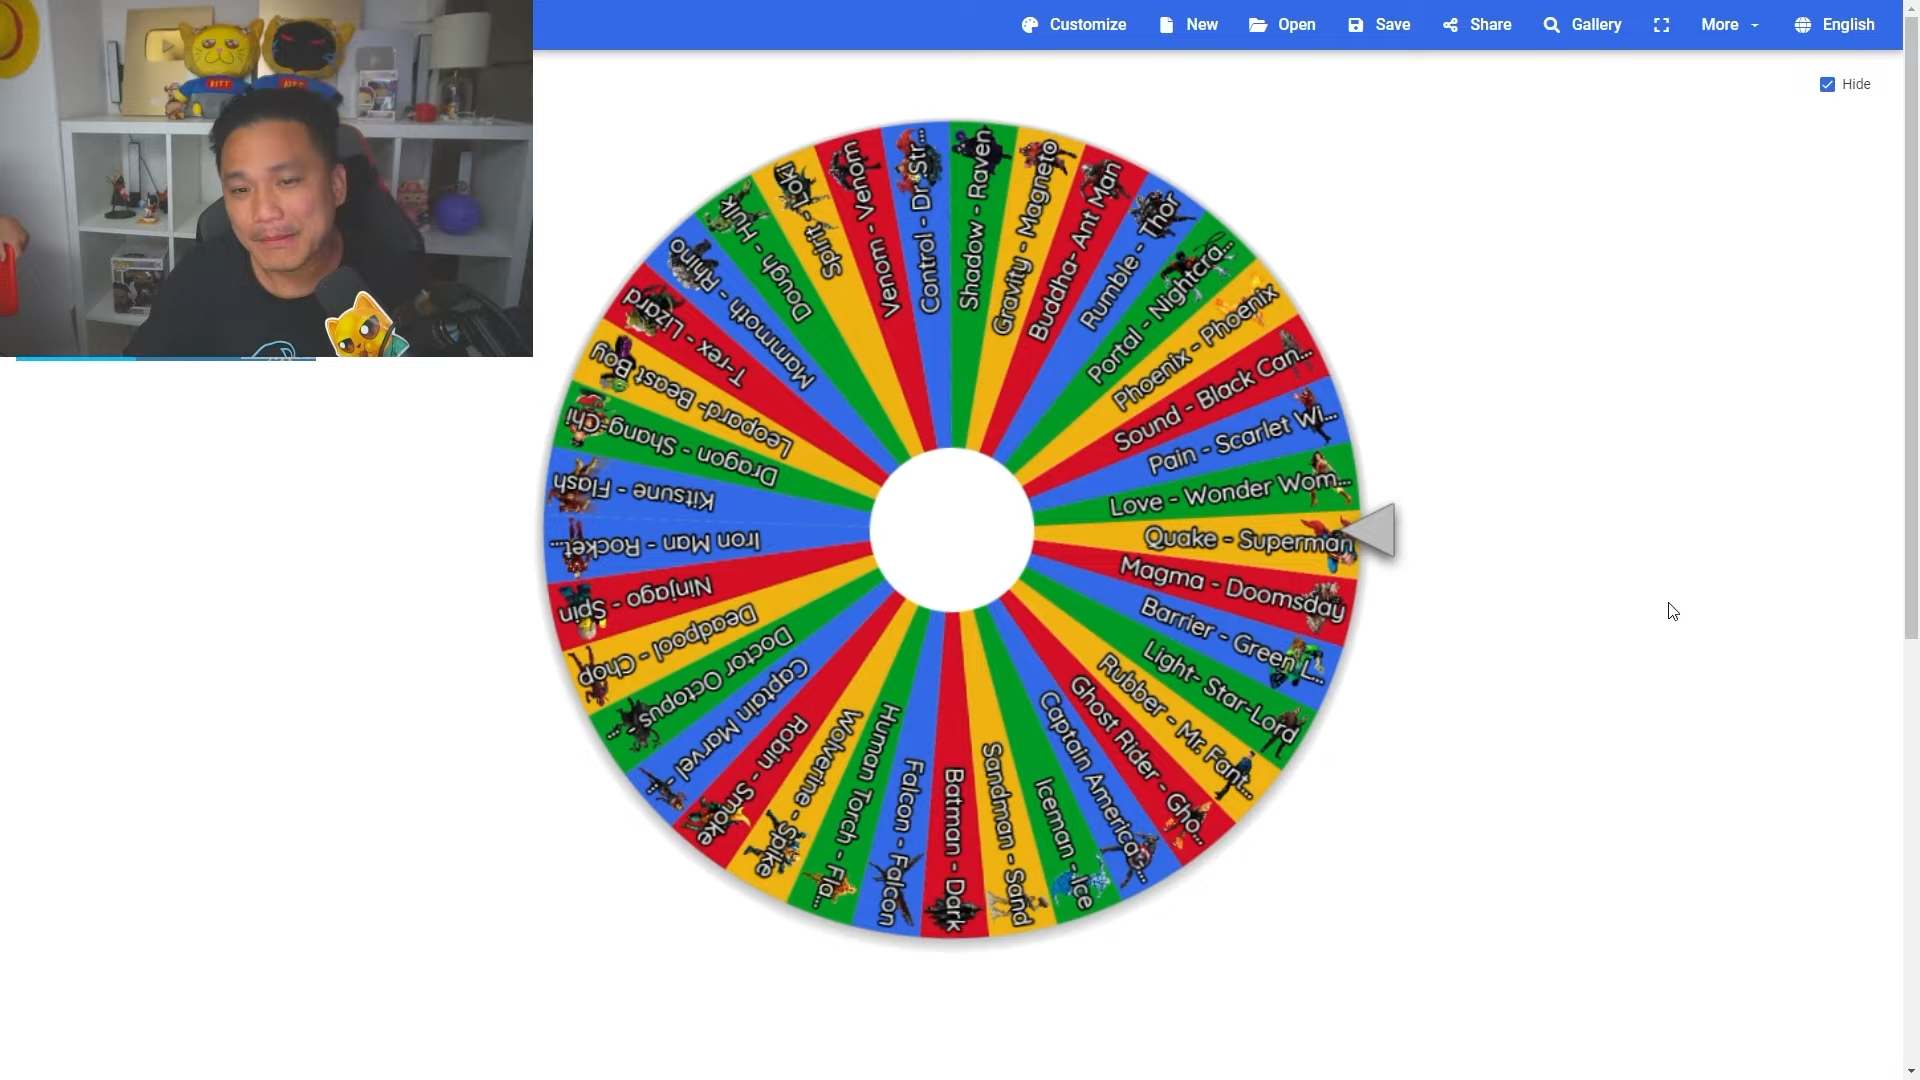 Customize
New
Open
Save
Share
Gallery
More
English
Hide
KITT
KITT
Control - Dr Str...
Shadow - Raven
Gravity - Magneto
Buddha- Ant Man
Rumble - Thor
Portal - Nightcra...
Phoenix - Phoenix
Sound - Black Can...
Pain - Scarlet Wi...
Love - Wonder Wom...
Quake - Superman
Magma - Doomsday
Barrier - Green L...
Light- Star-Lord
Rubber - Mr. Fant...
Ghost Rider - Gho...
Captain America ...
Iceman - Ice
Sandman - Sand
Batman - Dark
Falcon - Falcon
Human Torch - Fla...
Wolverine - Spike
Robin - Smoke
Captain Marvel - ...
Doctor Octopus ...
Deadpool - Chop
Ninjago - Spin
Iron Man - Rocket...
Kitsune - Flash
Dragon - Shang-Chi
Leopard- Beast Boy
T-rex - Lizard
Mammoth - Rhino
Dough - Hulk
Spirit - Loki
Venom - Venom